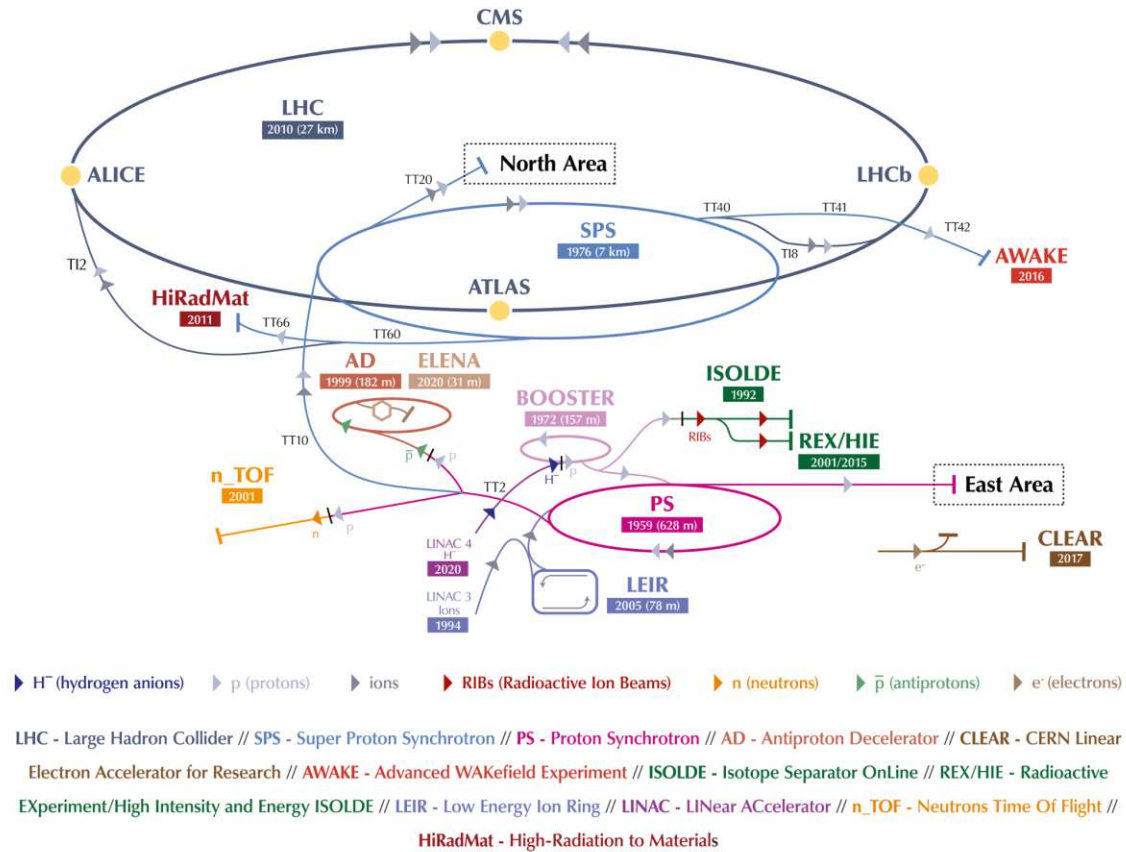 CMS
LHC
2010 (27 km)
North Area
ALICE
LHCb
TT20
TT40
TT41
SPS
TT42
1976 (7 km)
TI8
AWAKE
2016
TI2
ATLAS
HiRadMat
2011
TT66
TT60
AD
ELENA
1999 (182 m)
2020 (31 m)
ISOLDE
1992
BOOSTER
1972 (157 m)
RIBs
REX/HIE
2001/2015
TT10
p̅
p
H⁻
p
n_TOF
2001
TT2
East Area
PS
1959 (628 m)
n
p
LINAC 4
H⁻
2020
CLEAR
2017
e⁻
LEIR
2005 (78 m)
LINAC 3
Ions
1994
H⁻ (hydrogen anions) p (protons) ions RIBs (Radioactive Ion Beams) n (neutrons) p̅ (antiprotons) e⁻ (electrons)
LHC - Large Hadron Collider // SPS - Super Proton Synchrotron // PS - Proton Synchrotron // AD - Antiproton Decelerator // CLEAR - CERN Linear
Electron Accelerator for Research // AWAKE - Advanced WAKefield Experiment // ISOLDE - Isotope Separator OnLine // REX/HIE - Radioactive
EXperiment/High Intensity and Energy ISOLDE // LEIR - Low Energy Ion Ring // LINAC - LINear ACcelerator // n_TOF - Neutrons Time Of Flight //
HiRadMat - High-Radiation to Materials